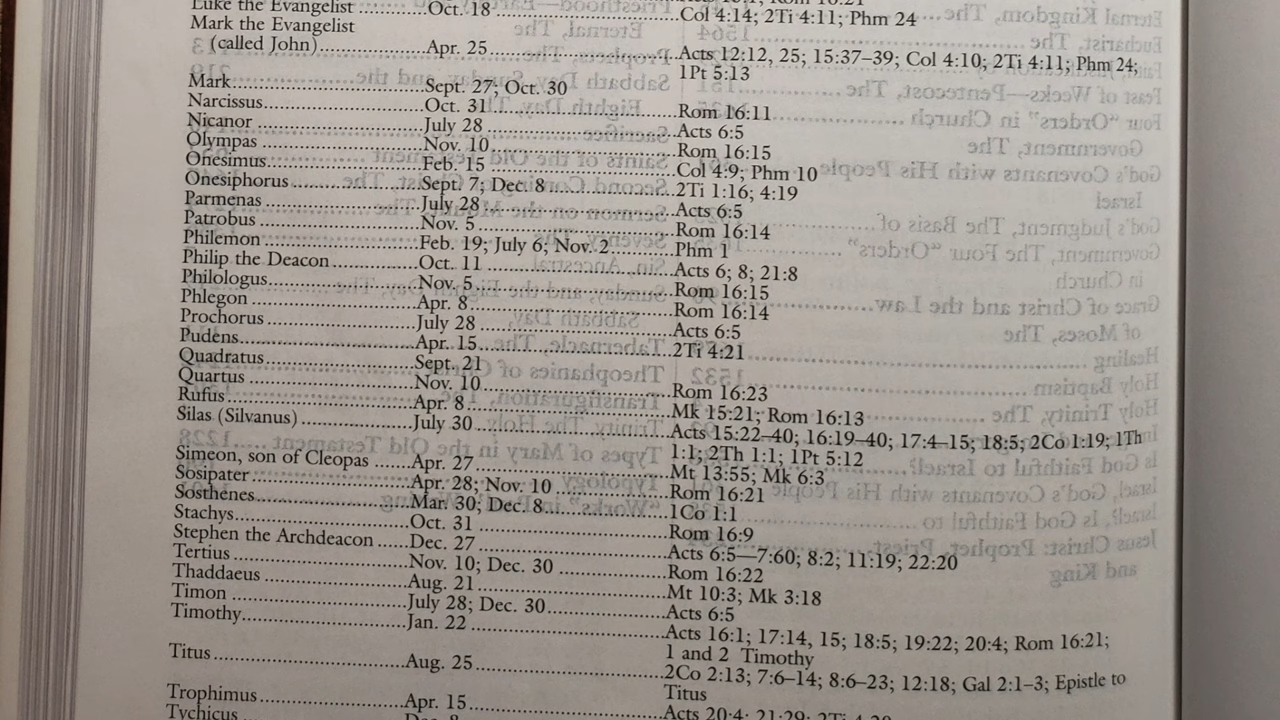 Luke the Evangelist ........... Oct. 18 ........... Col 4:14; 2Ti 4:11; Phm 24
Mark the Evangelist
(called John) ........... Apr. 25 ........... Acts 12:12, 25; 15:37–39; Col 4:10; 2Ti 4:11; Phm 24;
1Pt 5:13
Mark ........... Sept. 27; Oct. 30
Narcissus ........... Oct. 31 ........... Rom 16:11
Nicanor ........... July 28 ........... Acts 6:5
Olympas ........... Nov. 10 ........... Rom 16:15
Onesimus ........... Feb. 15 ........... Col 4:9; Phm 10
Onesiphorus ........... Sept. 7; Dec. 8 ........... 2Ti 1:16; 4:19
Parmenas ........... July 28 ........... Acts 6:5
Patrobus ........... Nov. 5 ........... Rom 16:14
Philemon ........... Feb. 19; July 6; Nov. 2 ........... Phm 1
Philip the Deacon ........... Oct. 11 ........... Acts 6; 8; 21:8
Philologus ........... Nov. 5 ........... Rom 16:15
Phlegon ........... Apr. 8 ........... Rom 16:14
Prochorus ........... July 28 ........... Acts 6:5
Pudens ........... Apr. 15 ........... 2Ti 4:21
Quadratus ........... Sept. 21
Quartus ........... Nov. 10 ........... Rom 16:23
Rufus ........... Apr. 8 ........... Mk 15:21; Rom 16:13
Silas (Silvanus) ........... July 30 ........... Acts 15:22–40; 16:19–40; 17:4–15; 18:5; 2Co 1:19; 1Th
1:1; 2Th 1:1; 1Pt 5:12
Simeon, son of Cleopas ........... Apr. 27 ........... Mt 13:55; Mk 6:3
Sosipater ........... Apr. 28; Nov. 10 ........... Rom 16:21
Sosthenes ........... Mar. 30; Dec. 8 ........... 1Co 1:1
Stachys ........... Oct. 31 ........... Rom 16:9
Stephen the Archdeacon ........... Dec. 27 ........... Acts 6:5—7:60; 8:2; 11:19; 22:20
Tertius ........... Nov. 10; Dec. 30 ........... Rom 16:22
Thaddaeus ........... Aug. 21 ........... Mt 10:3; Mk 3:18
Timon ........... July 28; Dec. 30 ........... Acts 6:5
Timothy ........... Jan. 22 ........... Acts 16:1; 17:14, 15; 18:5; 19:22; 20:4; Rom 16:21;
1 and 2 Timothy
Titus ........... Aug. 25 ........... 2Co 2:13; 7:6–14; 8:6–23; 12:18; Gal 2:1–3; Epistle to
Titus
Trophimus ........... Apr. 15 ........... Acts 20:4; 21:29; 2Ti 4:20
Tychicus ........... Dec. 8